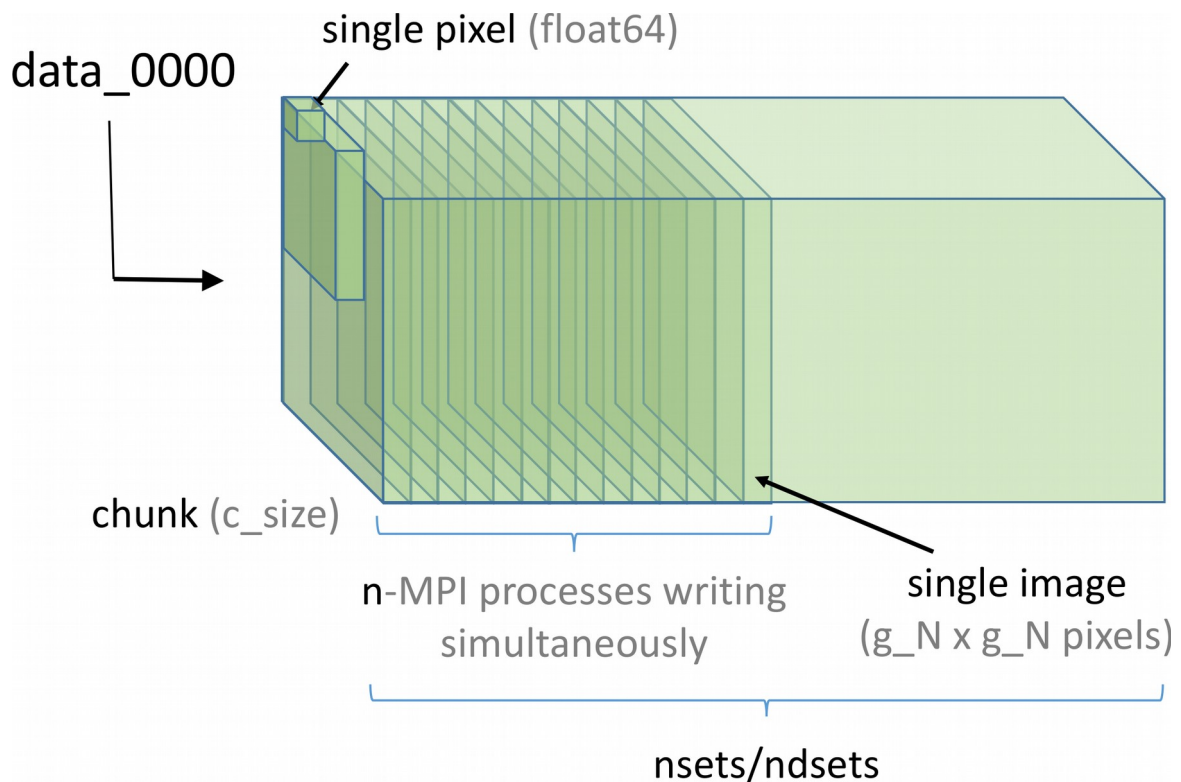 single pixel (float64)
data_0000
chunk (c_size)
n-MPI processes writing
simultaneously
single image
(g_N x g_N pixels)
nsets/ndsets